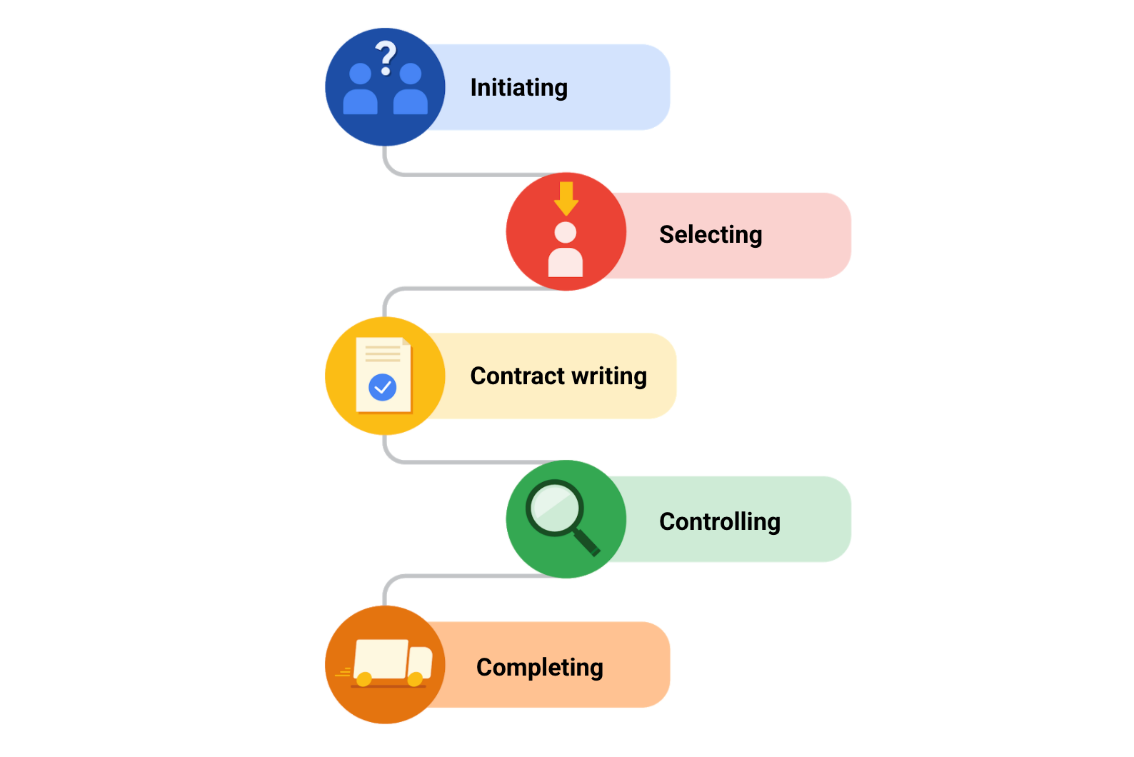 Initiating
Selecting
Contract writing
Controlling
Completing